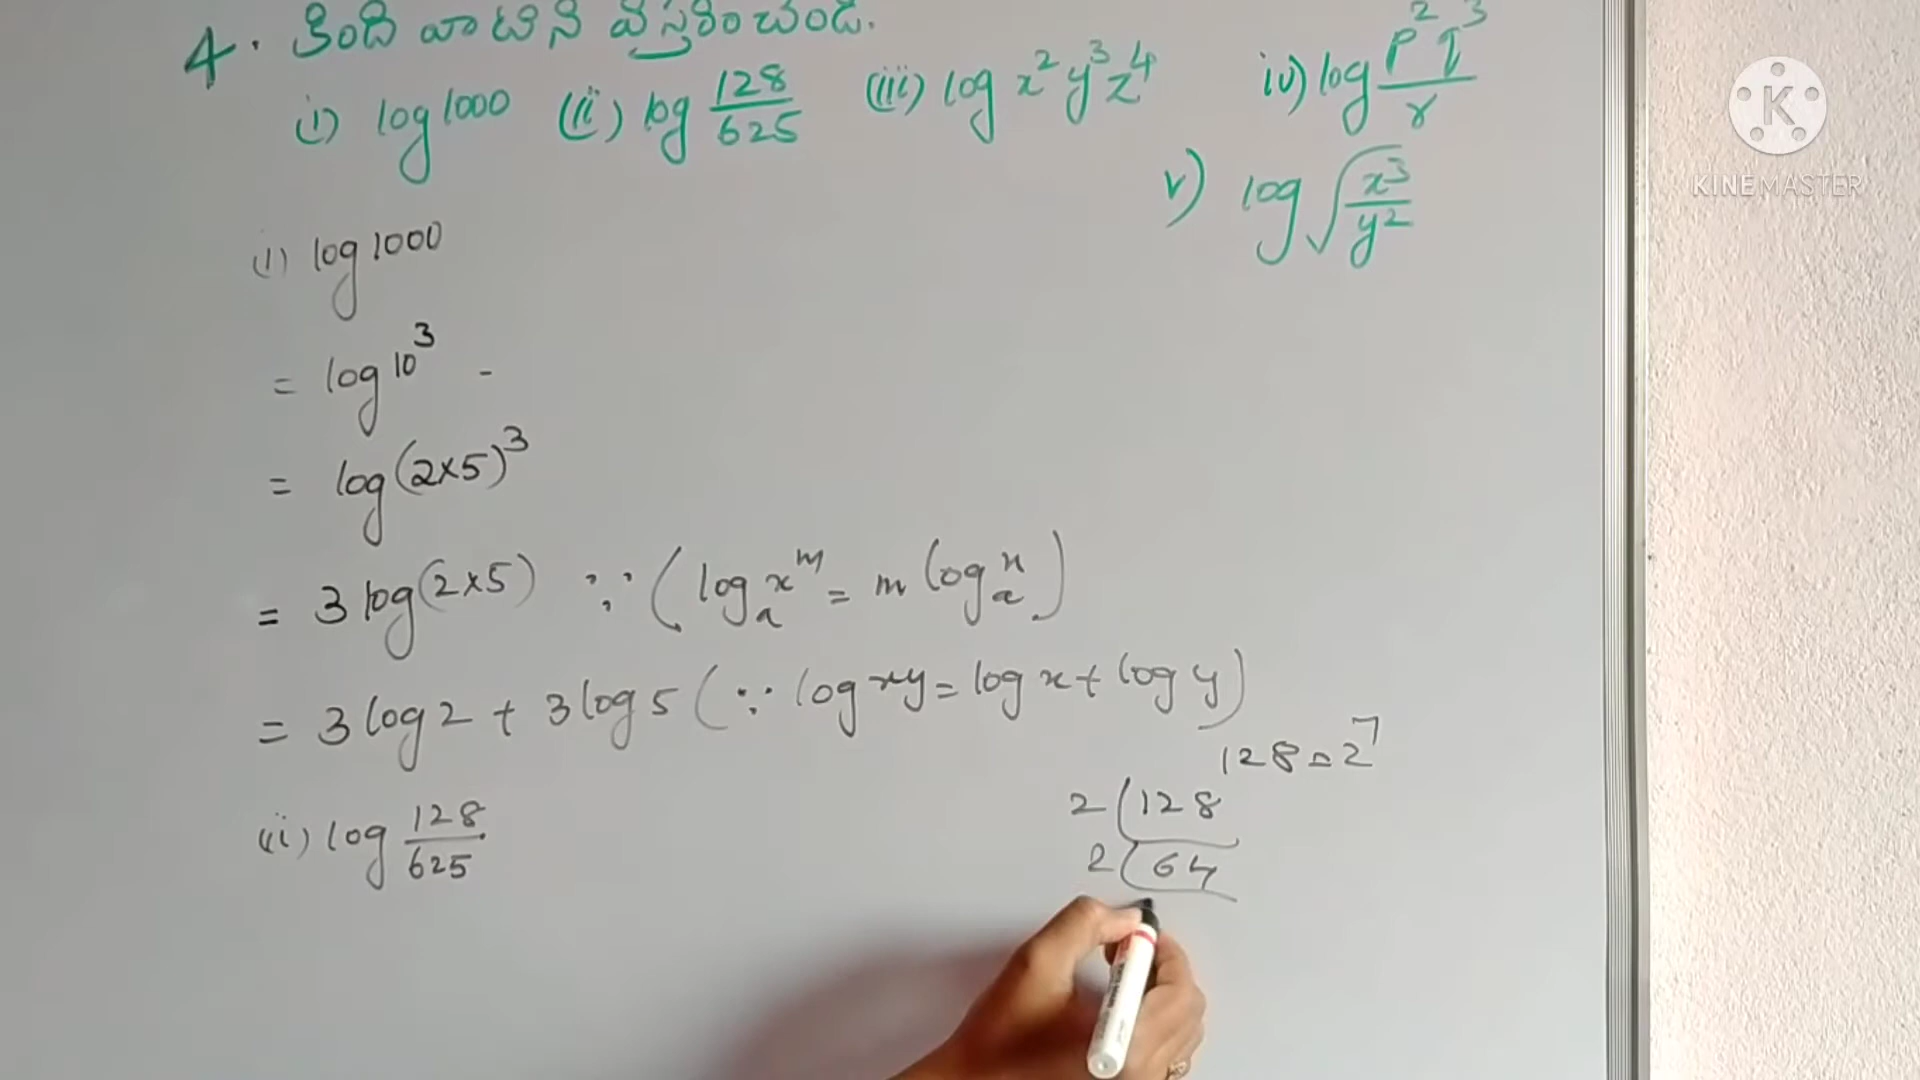 4. కింది వాటిని విస్తరించండి.
(i) log 1000 (ii) log 128/625 (iii) log x²y³z⁴ iv) log p²q³/r
v) log √(x³/y²)
(i) log 1000
= log 10³ -
= log (2×5)³
= 3 log (2×5) ∵ (logₐ xᵐ = m logₐ x)
= 3 log 2 + 3 log 5 (∵ log xy = log x + log y)
128 = 2⁷
(ii) log 128/625
2 | 128
2 | 64
K
KINEMASTER